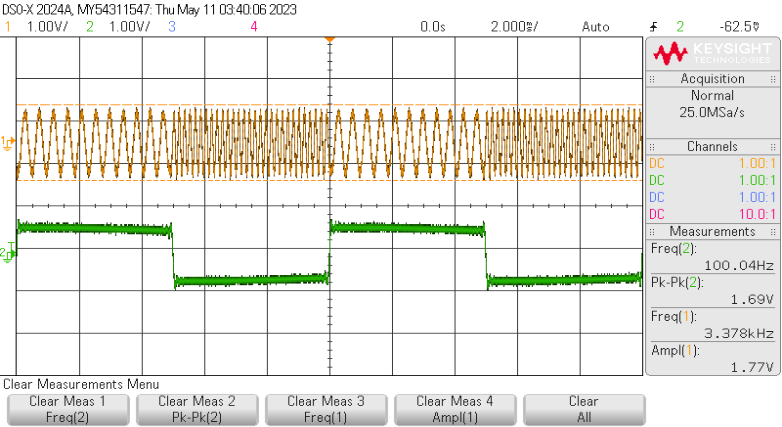 DSO-X 2024A, MY54311547: Thu May 11 03:40:06 2023
1 1.00V/ 2 1.00V/ 3 4 0.0s 2.000s/ Auto 2 -62.5V
KEYSIGHT
TECHNOLOGIES
Acquisition
Normal
25.0MSa/s
Channels
DC 1.00:1
DC 1.00:1
DC 1.00:1
DC 10.0:1
Measurements
Freq(2):
100.04Hz
Pk-Pk(2):
1.69V
Freq(1):
3.378kHz
Ampl(1):
1.77V
1
2
Clear Measurements Menu
Clear Meas 1
Freq(2)
Clear Meas 2
Pk-Pk(2)
Clear Meas 3
Freq(1)
Clear Meas 4
Ampl(1)
Clear
All